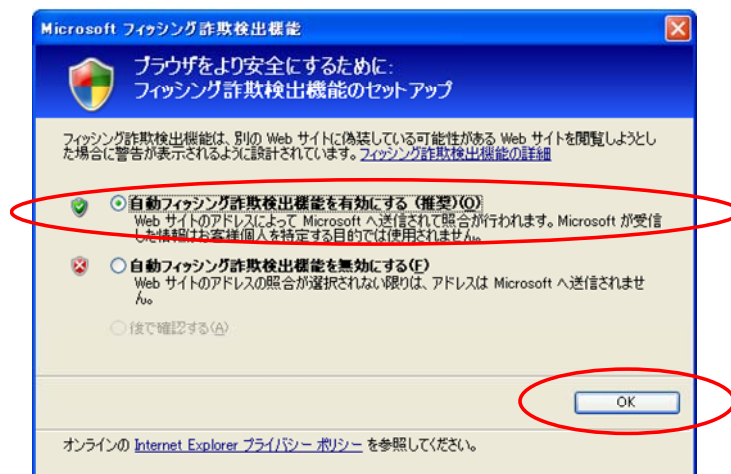 Microsoft フィッシング詐欺検出機能
ブラウザをより安全にするために:
フィッシング詐欺検出機能のセットアップ
フィッシング詐欺検出機能は、別の Web サイトに偽装している可能性がある Web サイトを閲覧しようとし
た場合に警告が表示されるように設計されています。フィッシング詐欺検出機能の詳細
自動フィッシング詐欺検出機能を有効にする (推奨)(O)
Web サイトのアドレスによって Microsoft へ送信されて照合が行われます。Microsoft が受信
した情報はお客様個人を特定する目的では使用されません。
自動フィッシング詐欺検出機能を無効にする(F)
Web サイトのアドレスの照合が選択されない限りは、アドレスは Microsoft へ送信されませ
ん。
後で確認する(A)
OK
オンラインの Internet Explorer プライバシー ポリシー を参照してください。